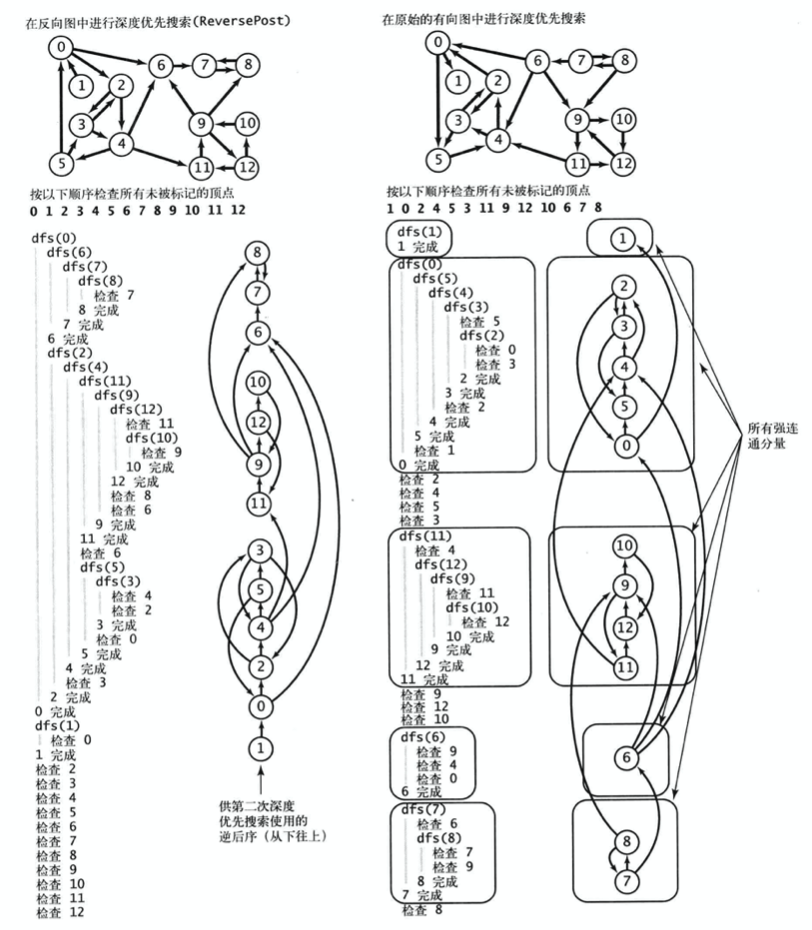 在反向图中进行深度优先搜索(ReversePost)
0
6 7 8
1 2
3 9 10
4
5 11 12
按以下顺序检查所有未被标记的顶点
0 1 2 3 4 5 6 7 8 9 10 11 12
dfs(0)
dfs(6)
dfs(7)
dfs(8)
检查 7
8 完成
7 完成
6 完成
dfs(2)
dfs(4)
dfs(11)
dfs(9)
dfs(12)
检查 11
dfs(10)
检查 9
10 完成
12 完成
检查 8
检查 6
9 完成
11 完成
检查 6
dfs(5)
dfs(3)
检查 4
检查 2
3 完成
检查 0
5 完成
4 完成
检查 3
2 完成
0 完成
dfs(1)
检查 0
1 完成
检查 2
检查 3
检查 4
检查 5
检查 6
检查 7
检查 8
检查 9
检查 10
检查 11
检查 12
8
7
6
10
12
9
11
3
5
4
2
0
1
供第二次深度
优先搜索使用的
逆后序（从下往上）
在原始的有向图中进行深度优先搜索
0
6 7 8
1 2
3 9 10
4
5 11 12
按以下顺序检查所有未被标记的顶点
1 0 2 4 5 3 11 9 12 10 6 7 8
dfs(1)
1 完成
dfs(0)
dfs(5)
dfs(4)
dfs(3)
检查 5
dfs(2)
检查 0
检查 3
2 完成
3 完成
检查 2
4 完成
5 完成
检查 1
0 完成
检查 2
检查 4
检查 5
检查 3
dfs(11)
检查 4
dfs(12)
dfs(9)
检查 11
dfs(10)
检查 12
10 完成
9 完成
12 完成
11 完成
检查 9
检查 12
检查 10
dfs(6)
检查 9
检查 4
检查 0
6 完成
dfs(7)
检查 6
dfs(8)
检查 7
检查 9
8 完成
7 完成
检查 8
1
2
3
4
5
0
10
9
12
11
6
8
7
所有强连
通分量